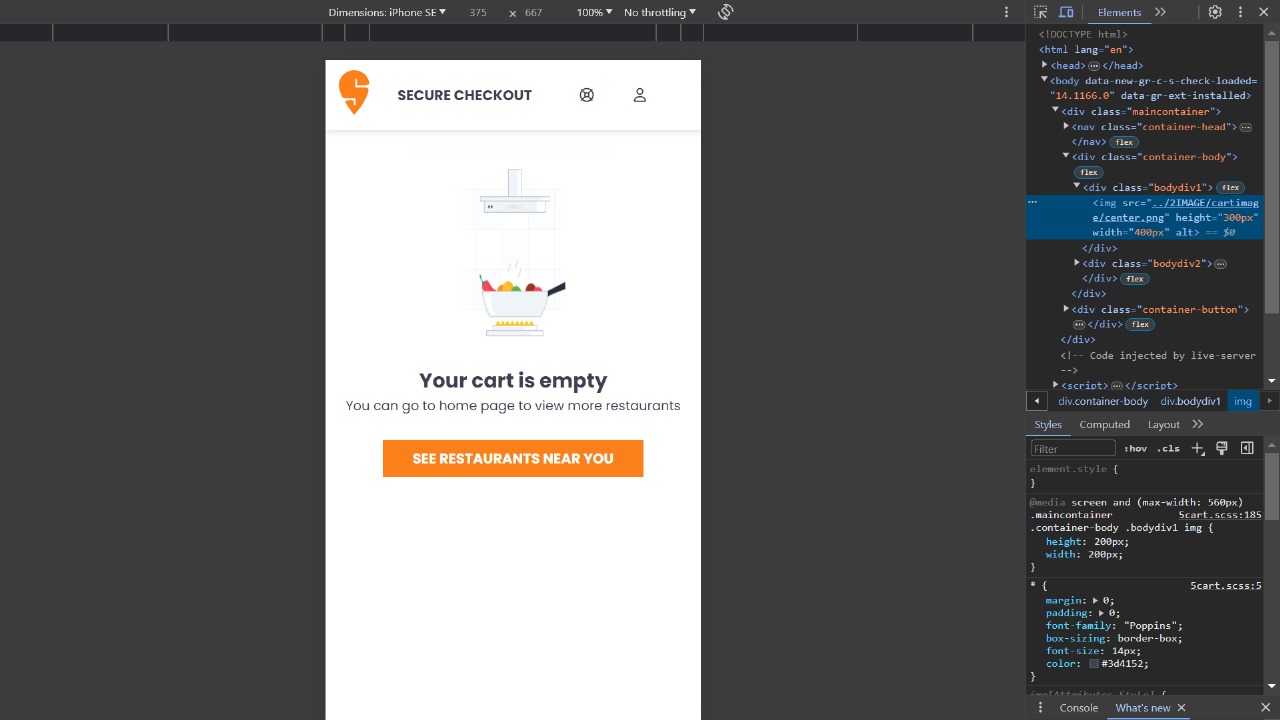 Dimensions: iPhone SE 375 × 667 100% No throttling
SECURE CHECKOUT
Your cart is empty
You can go to home page to view more restaurants
SEE RESTAURANTS NEAR YOU
Elements
<!DOCTYPE html>
<html lang="en">
<head> ⋯ </head>
<body data-new-gr-c-s-check-loaded=
"14.1166.0" data-gr-ext-installed>
<div class="maincontainer">
<nav class="container-head"> ⋯
</nav> flex
<div class="container-body">
flex
<div class="bodydiv1"> flex
<img src="../2IMAGE/cartimag
e/center.png" height="300px"
width="400px" alt> == $0
</div>
<div class="bodydiv2"> ⋯
</div> flex
</div>
<div class="container-button">
⋯ </div> flex
</div>
<!-- Code injected by live-server
-->
<script> ⋯ </script>
div.container-body div.bodydiv1 img
Styles Computed Layout
Filter :hov .cls
element.style {
}
@media screen and (max-width: 560px)
.maincontainer 5cart.scss:185
.container-body .bodydiv1 img {
height: 200px;
width: 200px;
}
* { 5cart.scss:5
margin: 0;
padding: 0;
font-family: "Poppins";
box-sizing: border-box;
font-size: 14px;
color: #3d4152;
}
img[Attributes Style] {
Console What's new